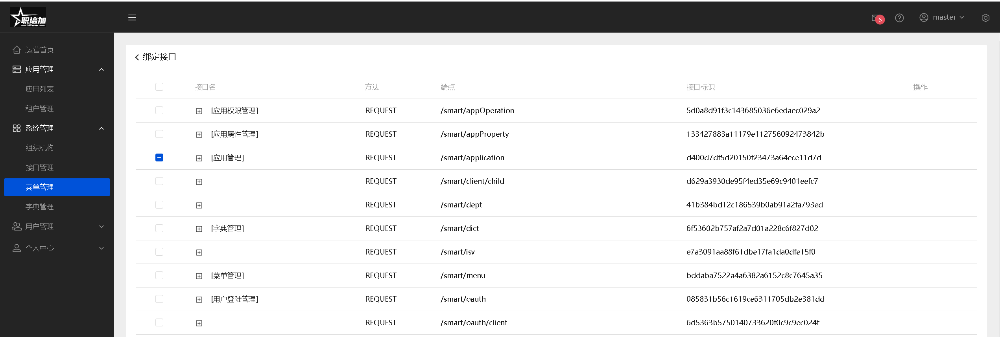 职培加
HiCareer
6
master
运营首页
应用管理
应用列表
租户管理
系统管理
组织机构
接口管理
菜单管理
字典管理
用户管理
个人中心
绑定接口
接口名 方法 端点 接口标识 操作
[应用权限管理] REQUEST /smart/appOperation 5d0a8d91f3c143685036e6edaec029a2
[应用属性管理] REQUEST /smart/appProperty 133427883a11179e112756092473842b
[应用管理] REQUEST /smart/application d400d7df5d20150f23473a64ece11d7d
REQUEST /smart/client/child d629a3930de95f4ed35e69c9401eefc7
REQUEST /smart/dept 41b384bd12c186539b0ab91a2fa793ed
[字典管理] REQUEST /smart/dict 6f53602b757af2a7d01a228c6f827d02
REQUEST /smart/isv e7a3091aa88f61dbe17fa1da0dfe15f0
[菜单管理] REQUEST /smart/menu bddaba7522a4a6382a6152c8c7645a35
[用户登陆管理] REQUEST /smart/oauth 085831b56c1619ce6311705db2e381dd
REQUEST /smart/oauth/client 6d5363b5750140733620f0c9c9ec024f